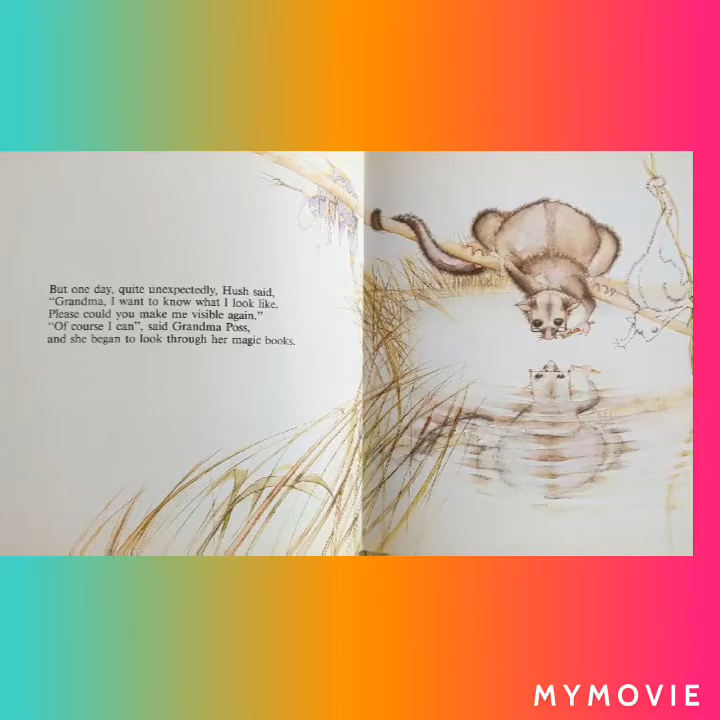 But one day, quite unexpectedly, Hush said,
"Grandma, I want to know what I look like.
Please could you make me visible again."
"Of course I can", said Grandma Poss,
and she began to look through her magic books.
MYMOVIE